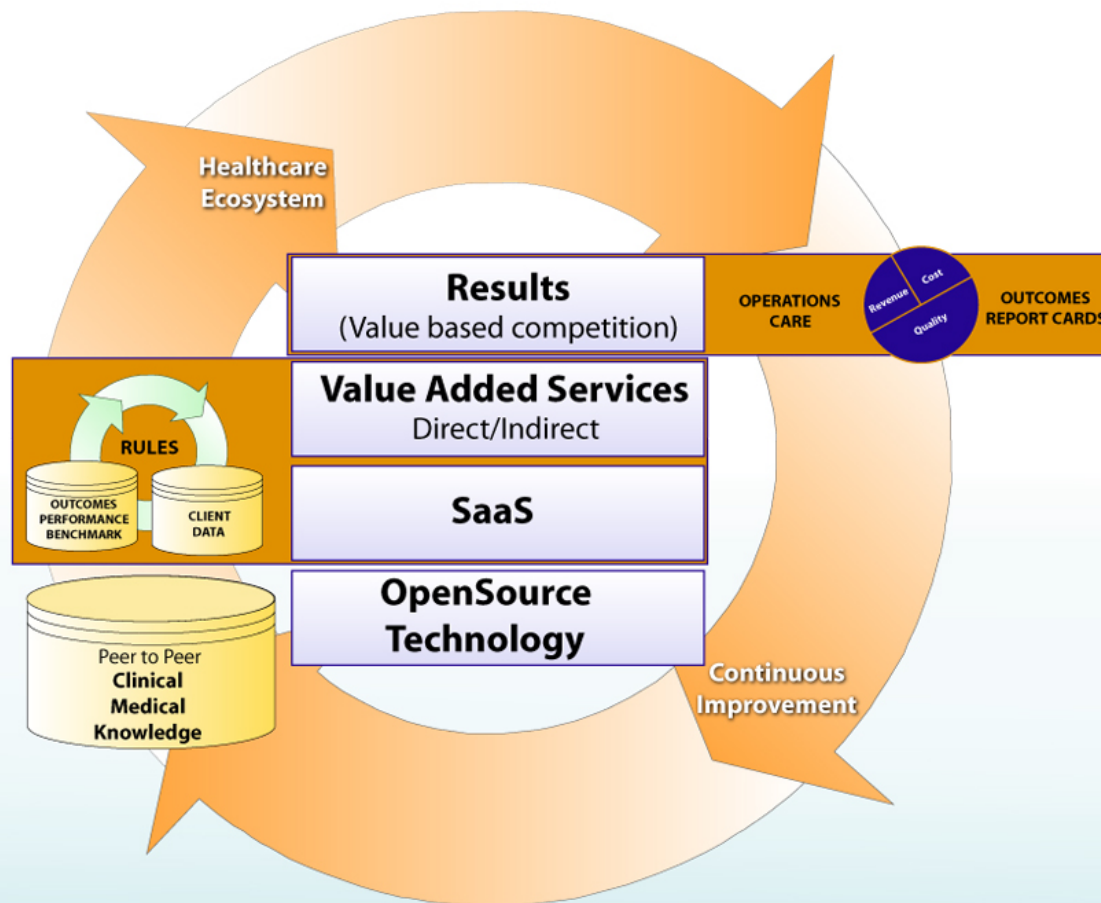 Healthcare
Ecosystem
Results
(Value based competition)
OPERATIONS
CARE
Revenue
Cost
Quality
OUTCOMES
REPORT CARDS
Value Added Services
Direct/Indirect
RULES
OUTCOMES
PERFORMANCE
BENCHMARK
CLIENT
DATA
SaaS
OpenSource
Technology
Peer to Peer
Clinical
Medical
Knowledge
Continuous
Improvement